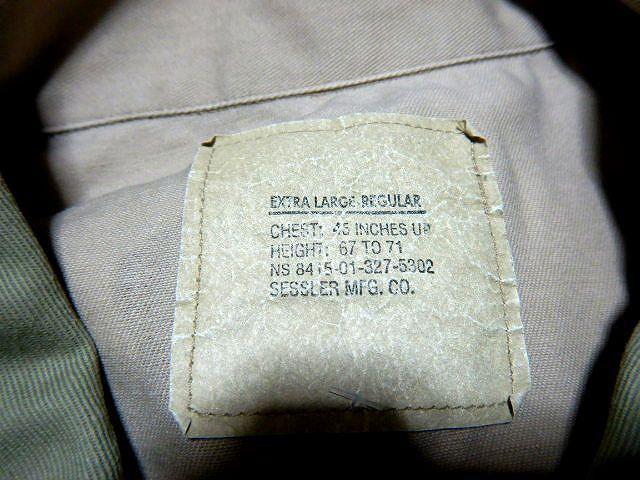 EXTRA LARGE-REGULAR
CHEST: 45 INCHES UP
HEIGHT: 67 TO 71
NS 8415-01-327-5302
SESSLER MFG. CO.